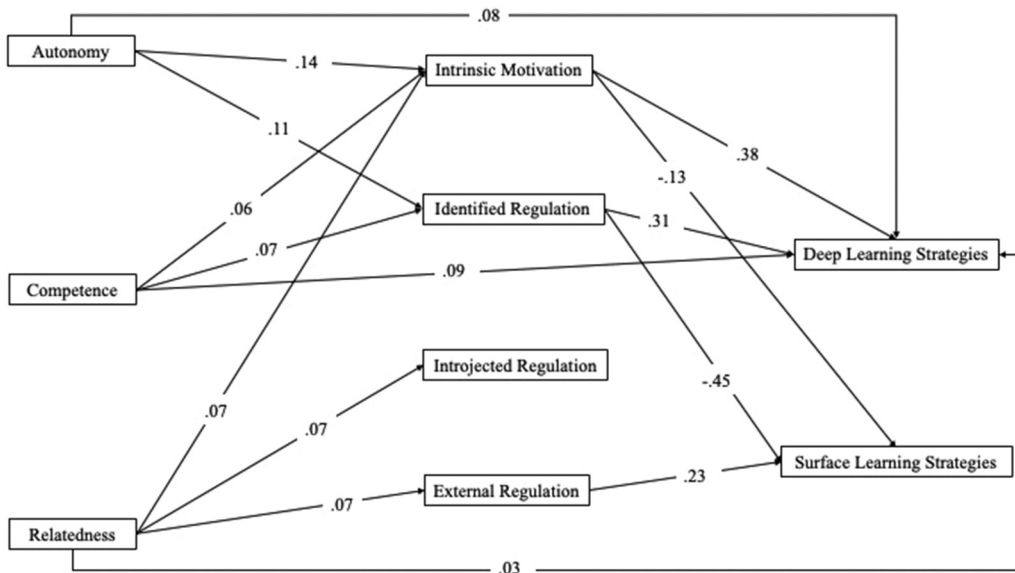 .08
Autonomy
.14
Intrinsic Motivation
.11
.38
-.13
.06
Identified Regulation
.31
.07
Deep Learning Strategies
.09
Competence
Introjected Regulation
-.45
.07
.07
Surface Learning Strategies
.23
External Regulation
.07
Relatedness
.03